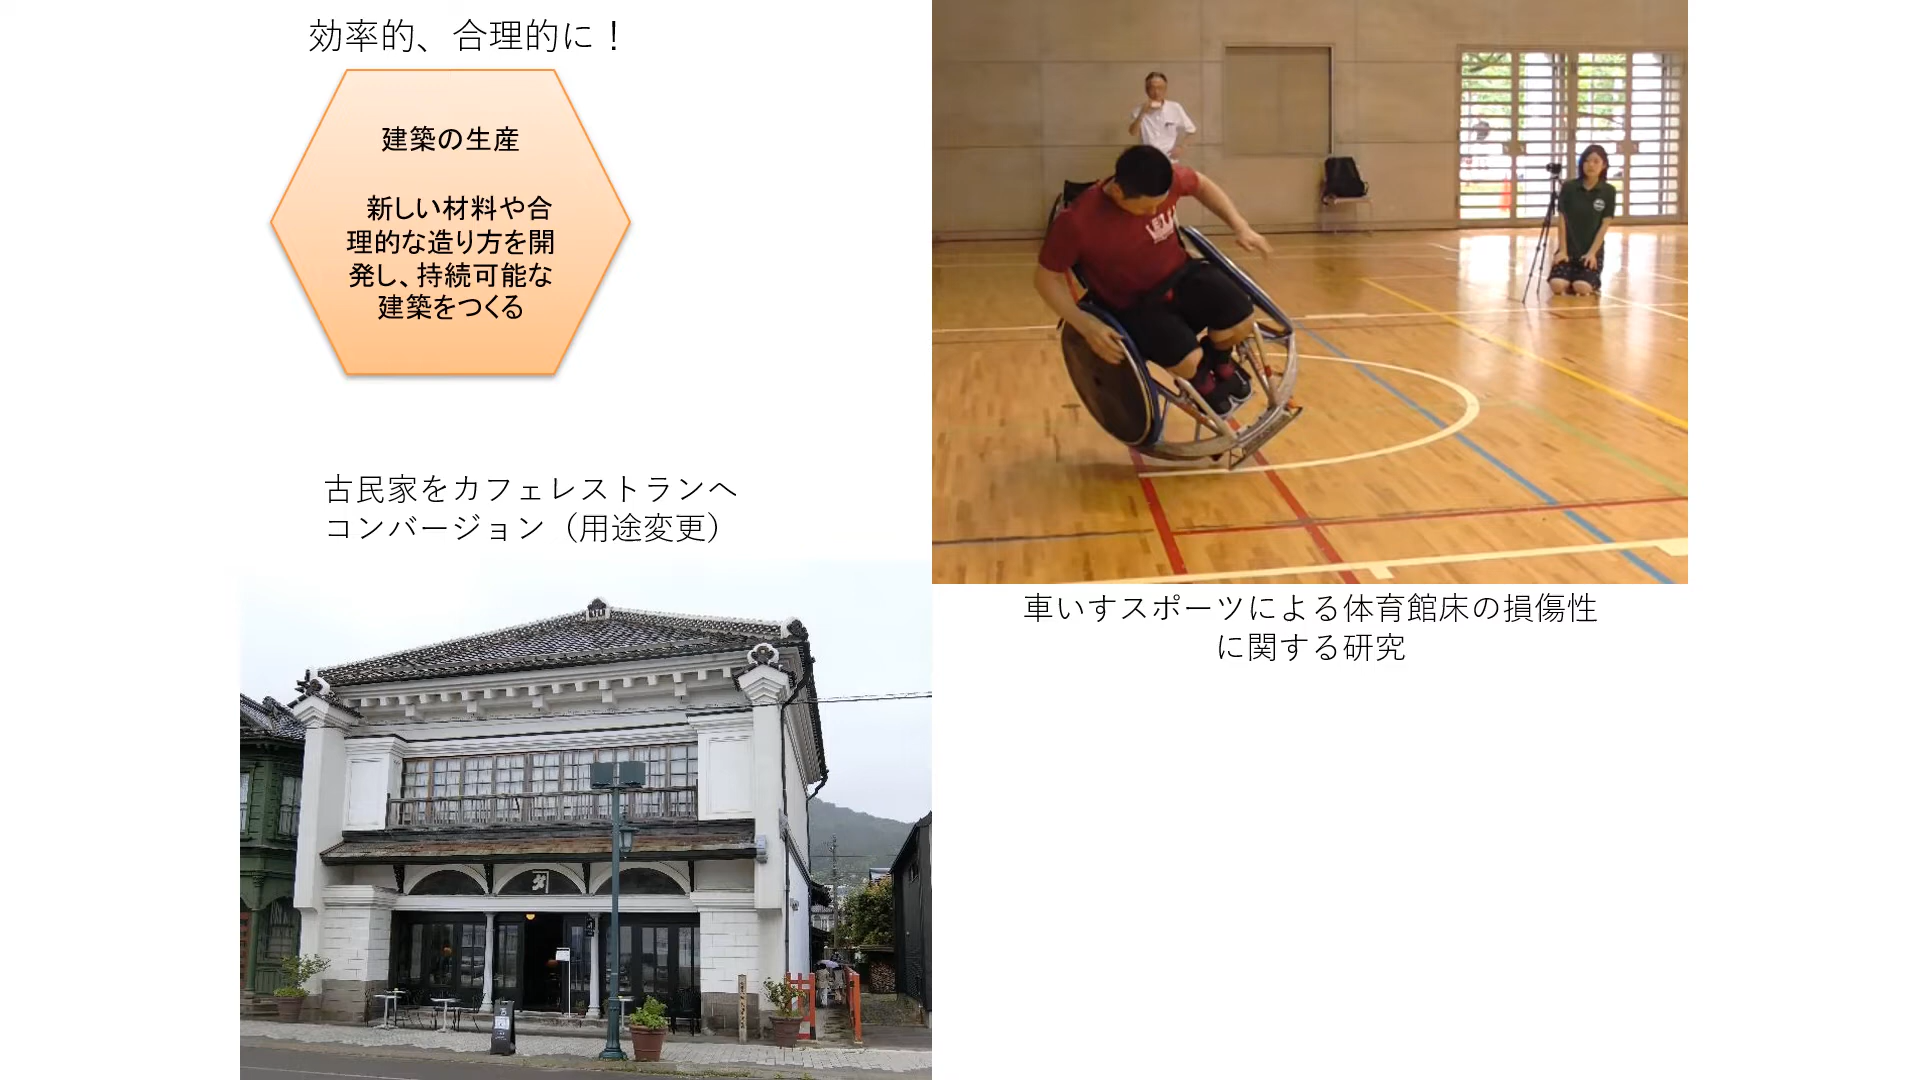 効率的、合理的に！
建築の生産
新しい材料や合
理的な造り方を開
発し、持続可能な
建築をつくる
古民家をカフェレストランへ
コンバージョン（用途変更）
車いすスポーツによる体育館床の損傷性
に関する研究